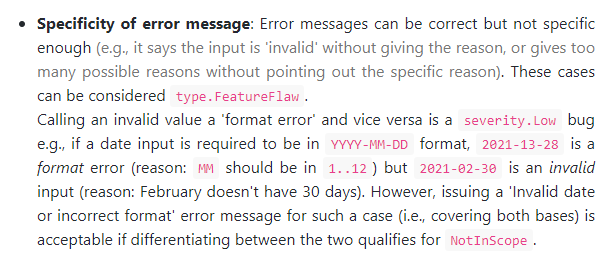 • Specificity of error message: Error messages can be correct but not specific
enough (e.g., it says the input is 'invalid' without giving the reason, or gives too
many possible reasons without pointing out the specific reason). These cases
can be considered type.FeatureFlaw.
Calling an invalid value a 'format error' and vice versa is a severity.Low bug
e.g., if a date input is required to be in YYYY-MM-DD format, 2021-13-28 is a
format error (reason: MM should be in 1..12) but 2021-02-30 is an invalid
input (reason: February doesn't have 30 days). However, issuing a 'Invalid date
or incorrect format' error message for such a case (i.e., covering both bases) is
acceptable if differentiating between the two qualifies for NotInScope.